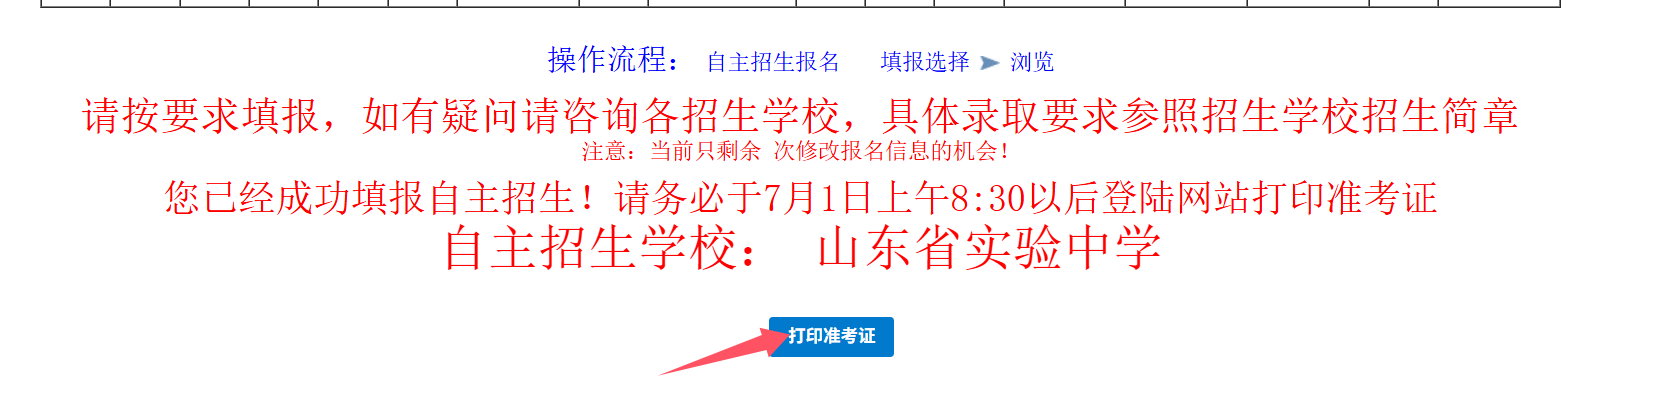 操作流程： 自主招生报名 填报选择 浏览
请按要求填报，如有疑问请咨询各招生学校，具体录取要求参照招生学校招生简章
注意：当前只剩余 次修改报名信息的机会！
您已经成功填报自主招生！请务必于7月1日上午8:30以后登陆网站打印准考证
自主招生学校： 山东省实验中学
打印准考证